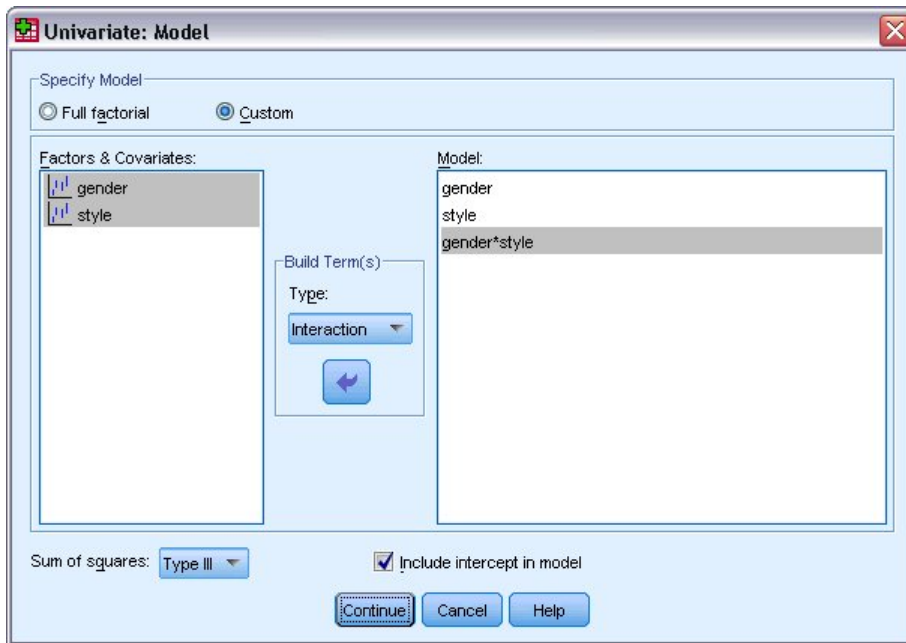 Univariate: Model
Specify Model
Full factorial
Custom
Factors & Covariates:
gender
style
Build Term(s)
Type:
Interaction
Model:
gender
style
gender*style
Sum of squares: Type III
Include intercept in model
Continue Cancel Help